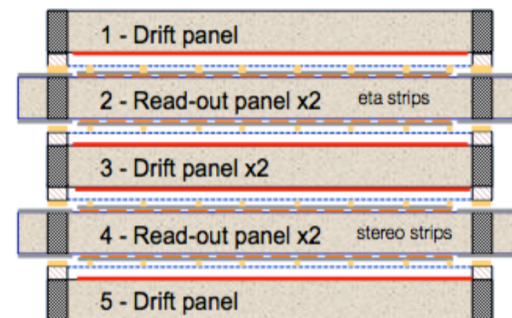 1 - Drift panel
2 - Read-out panel x2 eta strips
3 - Drift panel x2
4 - Read-out panel x2 stereo strips
5 - Drift panel